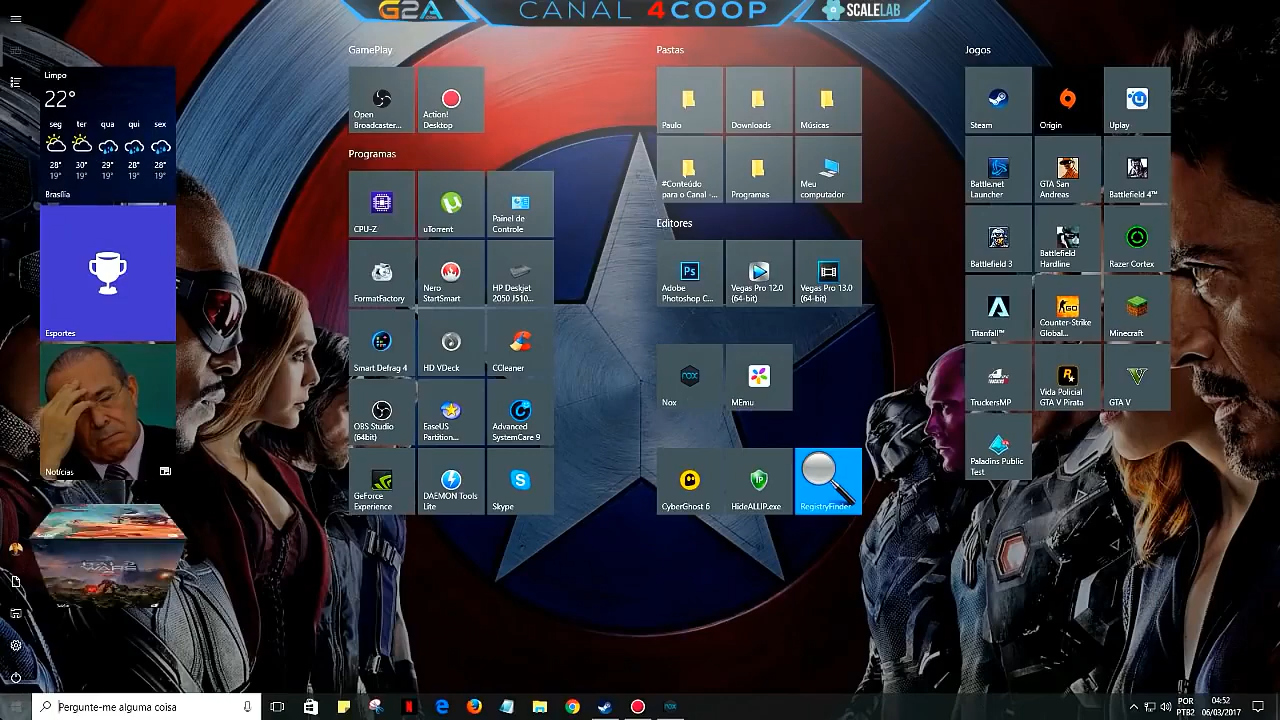 G2A
.COM
CANAL 4COOP
SCALELAB
Limpo
22°
seg ter qua qui sex
28° 30° 29° 28° 28°
19° 19° 19° 19° 19°
Brasília
Esportes
Notícias
GamePlay
Open
Broadcaster...
Action!
Desktop
Programas
CPU-Z
uTorrent
Painel de
Controle
FormatFactory
Nero
StartSmart
HP Deskjet
2050 J510...
Smart Defrag 4
HD VDeck
CCleaner
OBS Studio
(64bit)
EaseUS
Partition...
Advanced
SystemCare 9
GeForce
Experience
DAEMON Tools
Lite
Skype
Pastas
Paulo
Downloads
Músicas
#Conteúdo
para o Canal -...
Programas
Meu
computador
Editores
Ps
Adobe
Photoshop C...
Vegas Pro 12.0
(64-bit)
Vegas Pro 13.0
(64-bit)
nox
Nox
MEmu
CyberGhost 6
IP
HideALLIP.exe
RegistryFinder
Jogos
Steam
Origin
Uplay
Battle.net
Launcher
GTA San
Andreas
Battlefield 4™
Battlefield 3
Battlefield
Hardline
Razer Cortex
Titanfall™
GO
Counter-Strike
Global...
Minecraft
TruckersMP
Vida Policial
GTA V Pirata
GTA V
Paladins Public
Test
Pergunte-me alguma coisa
POR
PTB2
04:52
06/03/2017